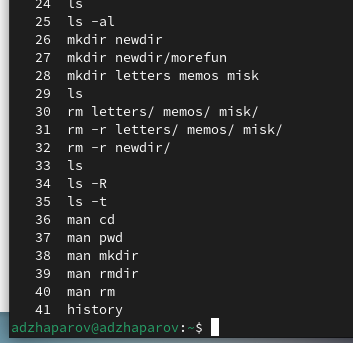 24 ls
25 ls -al
26 mkdir newdir
27 mkdir newdir/morefun
28 mkdir letters memos misk
29 ls
30 rm letters/ memos/ misk/
31 rm -r letters/ memos/ misk/
32 rm -r newdir/
33 ls
34 ls -R
35 ls -t
36 man cd
37 man pwd
38 man mkdir
39 man rmdir
40 man rm
41 history
adzhaparov@adzhaparov:~$